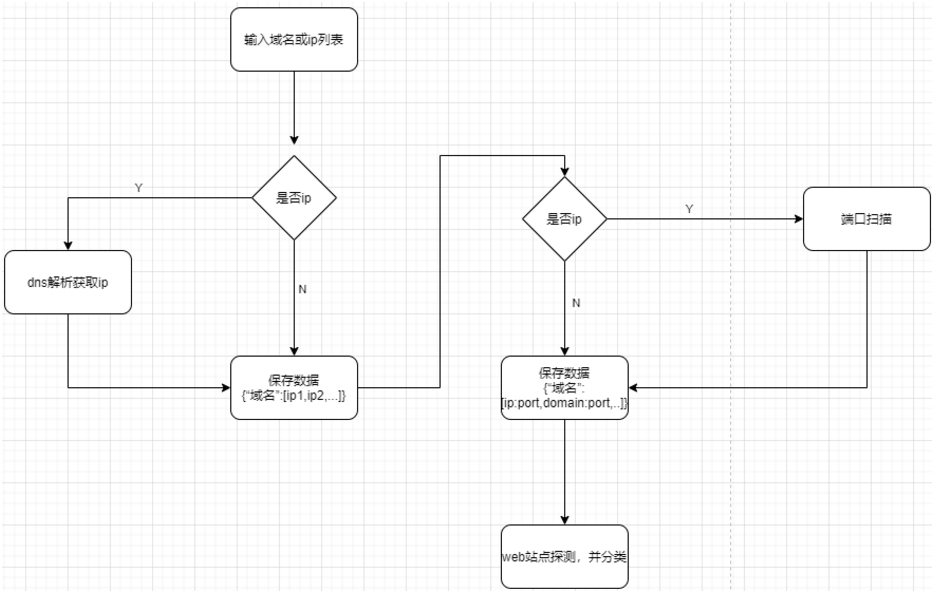 输入域名或ip列表
是否ip
Y
dns解析获取ip
N
保存数据
{“域名”:[ip1,ip2,...]}
是否ip
Y
端口扫描
N
保存数据
{“域名”:
[ip:port,domain:port,..]}
web站点探测，并分类